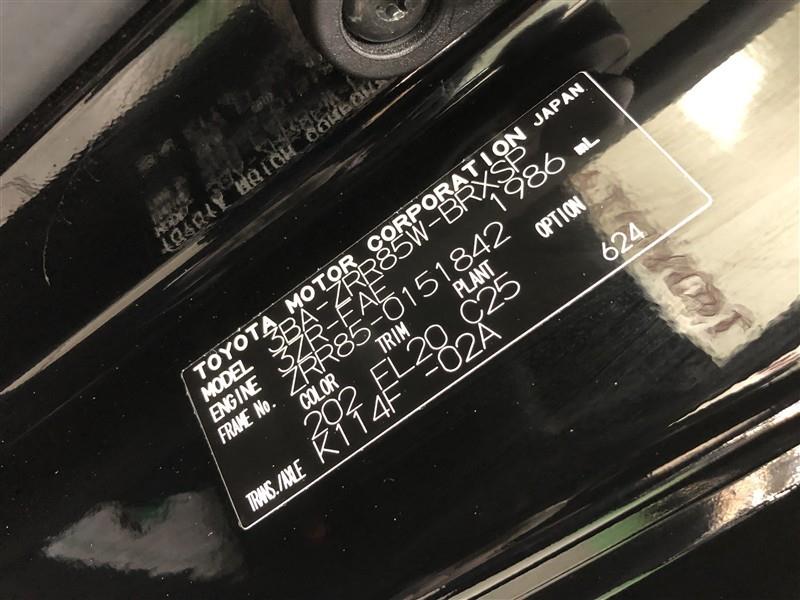 TOYOTA MOTOR CORPORATION JAPAN
MODEL 3BA-ZRR85W-BRXSP
ENGINE 3ZR-FAE 1986 mL
FRAME No. ZRR85-0151842
COLOR TRIM PLANT OPTION
202 FL20 C25 624
TRANS./AXLE K114F -02A